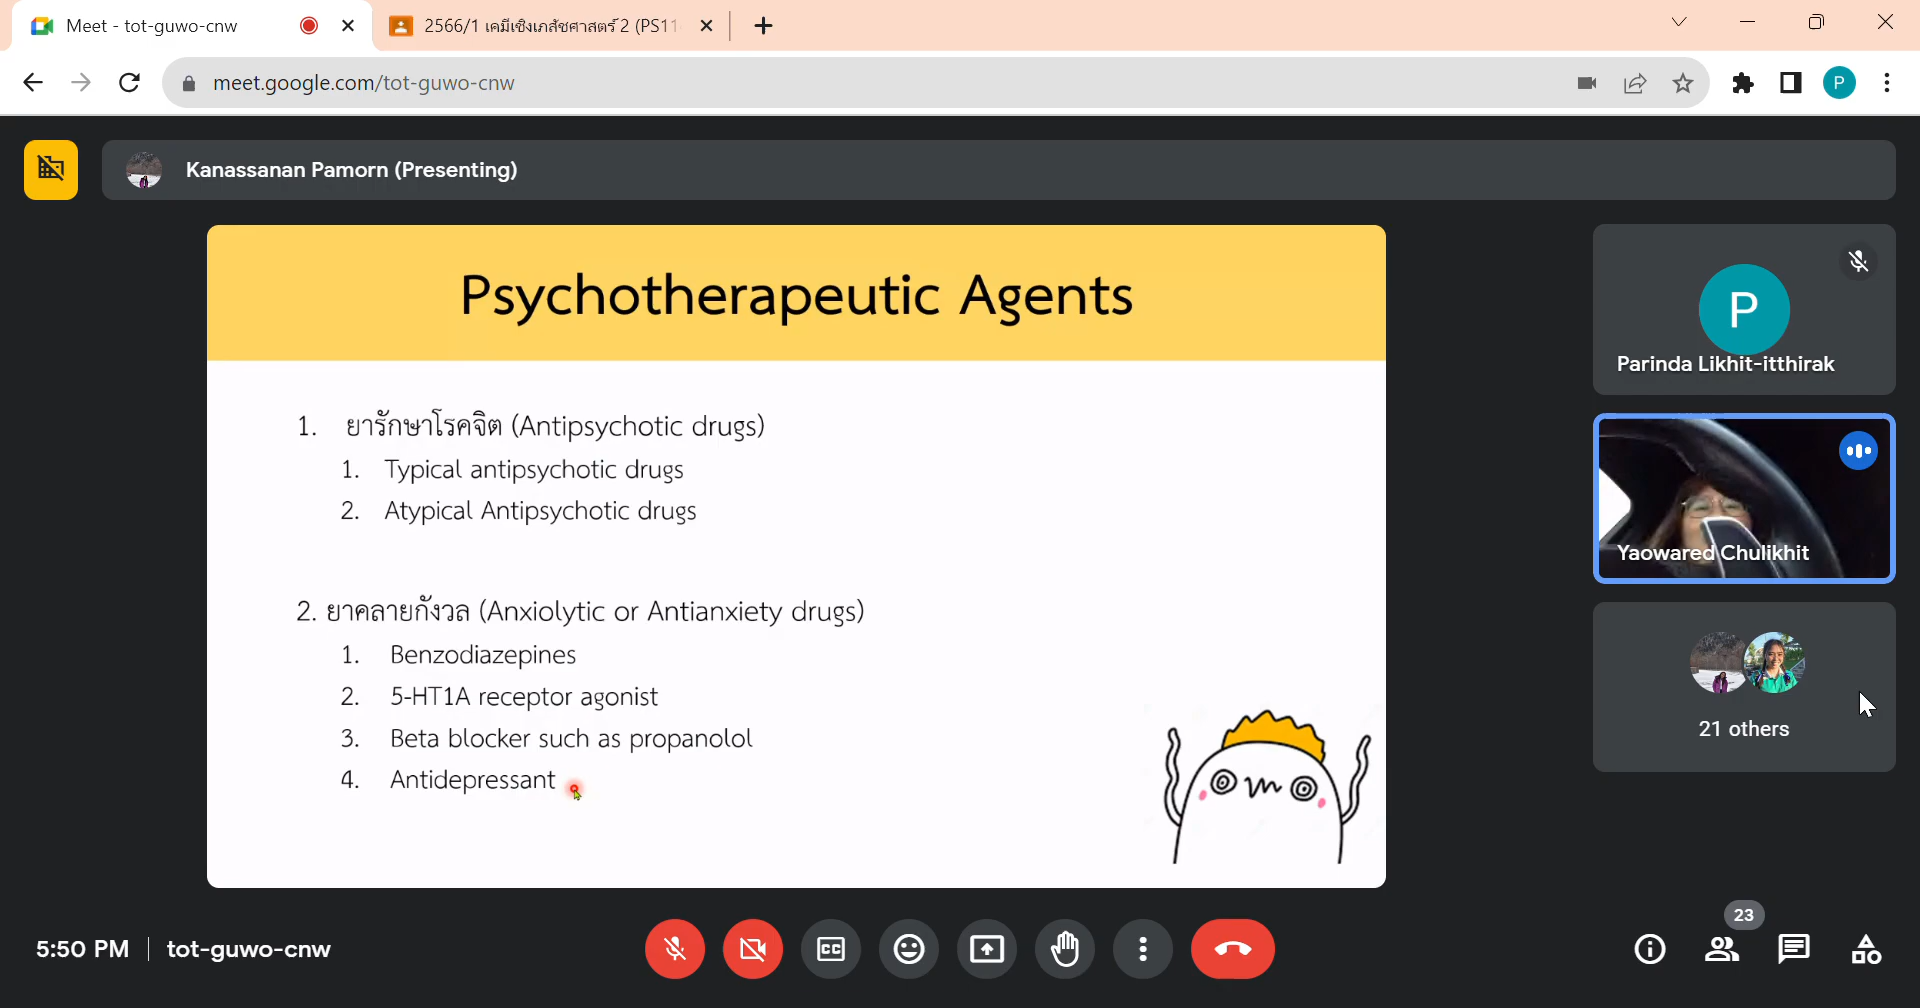 Meet - tot-guwo-cnw
2566/1 เคมีเชิงเภสัชศาสตร์ 2 (PS11
meet.google.com/tot-guwo-cnw
P
Kanassanan Pamorn (Presenting)
Psychotherapeutic Agents
1. ยารักษาโรคจิต (Antipsychotic drugs)
1. Typical antipsychotic drugs
2. Atypical Antipsychotic drugs
2. ยาคลายกังวล (Anxiolytic or Antianxiety drugs)
1. Benzodiazepines
2. 5-HT1A receptor agonist
3. Beta blocker such as propanolol
4. Antidepressant
P
Parinda Likhit-itthirak
Yaowared Chulikhit
21 others
5:50 PM
tot-guwo-cnw
CC
23